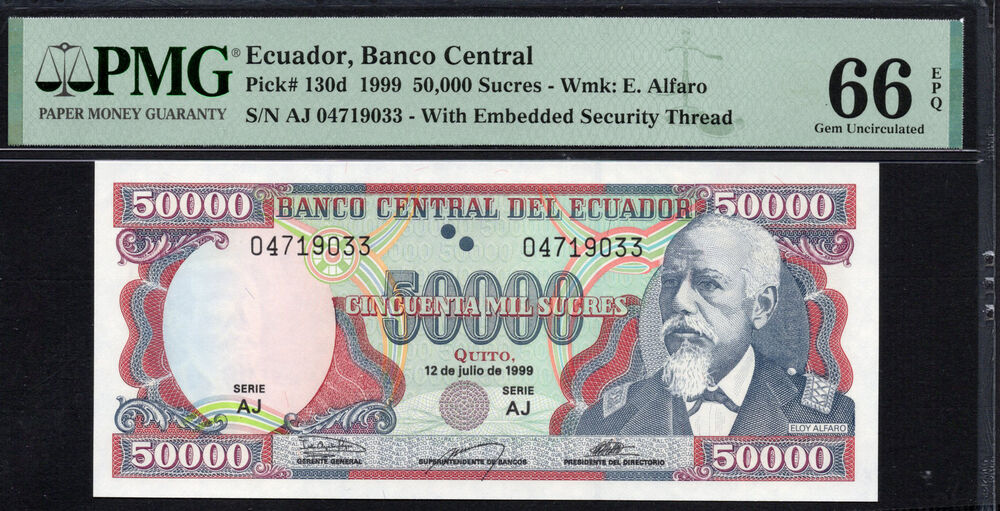 PMG®
PAPER MONEY GUARANTY
Ecuador, Banco Central
Pick# 130d 1999 50,000 Sucres - Wmk: E. Alfaro
S/N AJ 04719033 - With Embedded Security Thread
66
EPQ
Gem Uncirculated
50000
BANCO CENTRAL DEL ECUADOR
50000
04719033
04719033
50000
CINCUENTA MIL SUCRES
QUITO,
12 de julio de 1999
SERIE
AJ
SERIE
AJ
ELOY ALFARO
50000
GERENTE GENERAL
SUPERINTENDENTE DE BANCOS
PRESIDENTE DEL DIRECTORIO
50000